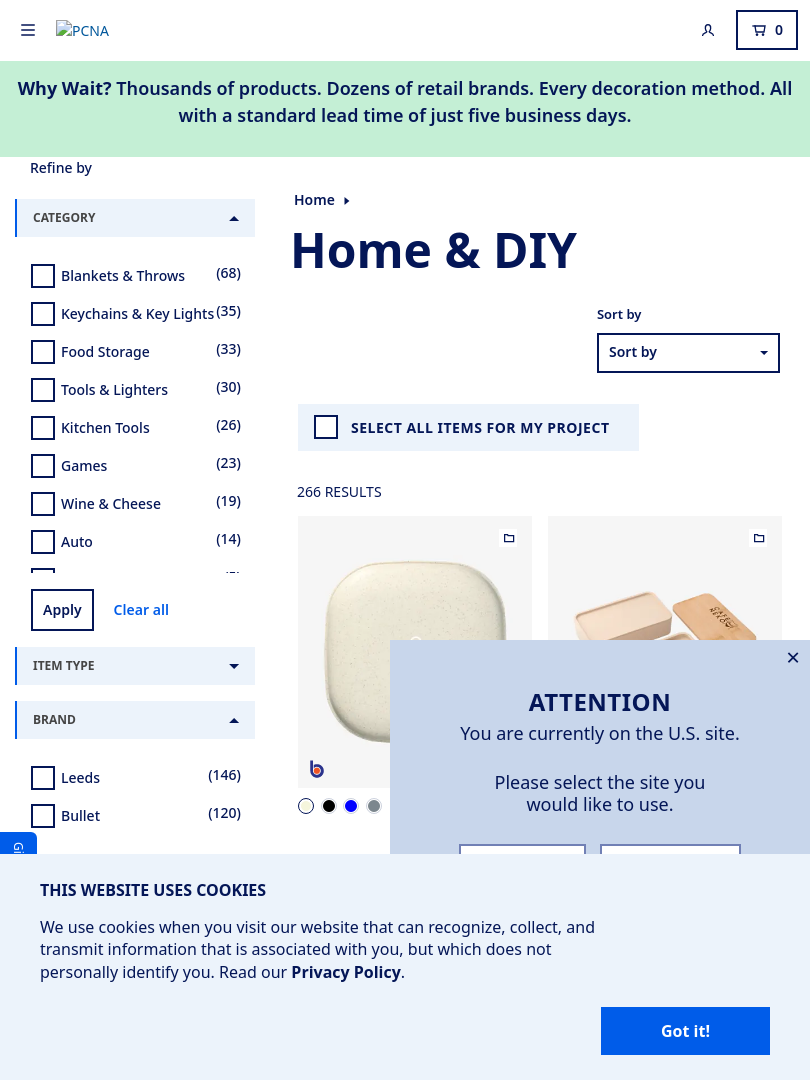 PCNA
0
Why Wait? Thousands of products. Dozens of retail brands. Every decoration method. All
with a standard lead time of just five business days.
Refine by
CATEGORY
Blankets & Throws (68)
Keychains & Key Lights (35)
Food Storage (33)
Tools & Lighters (30)
Kitchen Tools (26)
Games (23)
Wine & Cheese (19)
Auto (14)
Apply Clear all
ITEM TYPE
BRAND
Leeds (146)
Bullet (120)
Home
Home & DIY
Sort by
Sort by
SELECT ALL ITEMS FOR MY PROJECT
266 RESULTS
ATTENTION
You are currently on the U.S. site.
Please select the site you
would like to use.
THIS WEBSITE USES COOKIES
We use cookies when you visit our website that can recognize, collect, and
transmit information that is associated with you, but which does not
personally identify you. Read our Privacy Policy.
Got it!